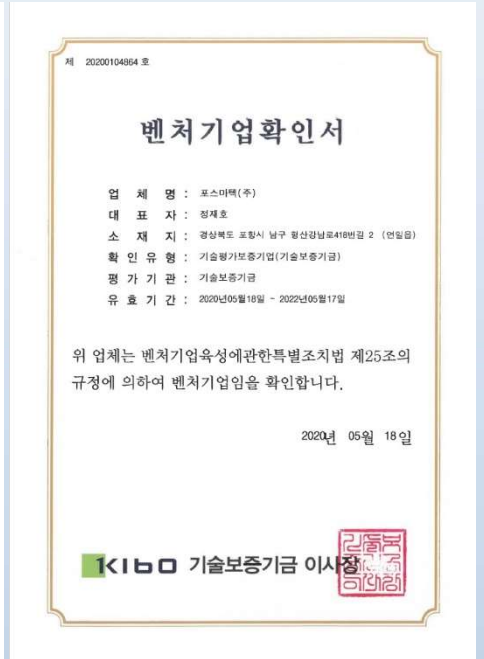 제 20200104864 호
벤처기업확인서
업 체 명 : 포스마텍(주)
대 표 자 : 정재호
소 재 지 : 경상북도 포항시 남구 형산강남로418번길 2 (연일읍)
확 인 유 형 : 기술평가보증기업(기술보증기금)
평 가 기 관 : 기술보증기금
유 효 기 간 : 2020년05월18일 ~ 2022년05월17일
위 업체는 벤처기업육성에관한특별조치법 제25조의
규정에 의하여 벤처기업임을 확인합니다.
2020년 05월 18일
KIBO 기술보증기금 이사장